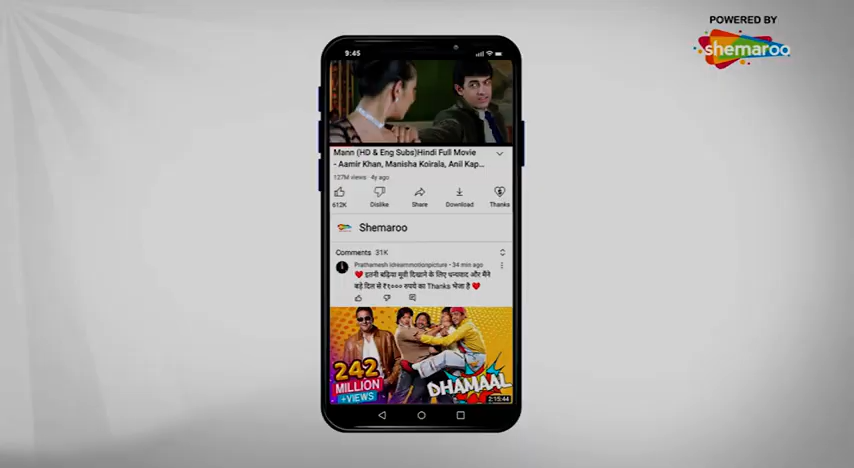 POWERED BY
shemaroo
9:45
Mann (HD & Eng Subs)Hindi Full Movie
- Aamir Khan, Manisha Koirala, Anil Kap...
127M views · 4y ago
612K
Dislike
Share
Download
Thanks
Shemaroo
Comments 31K
Prathamesh Idreammotionpicture • 34 min ago
❤️ इतनी बढ़िया मूवी दिखाने के लिए धन्यवाद और मैंने
बड़े दिल से ₹१००० रुपये का Thanks भेजा है ❤️
242
MILLION
+VIEWS
DHAMAAL
2:15:44